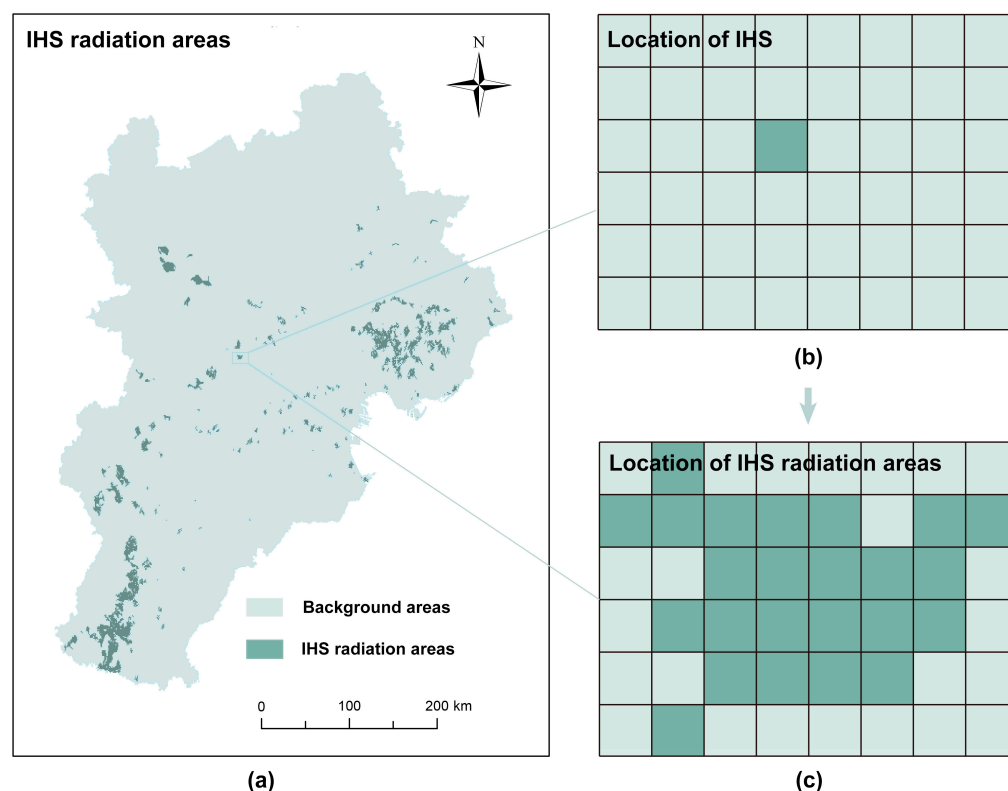 IHS radiation areas
N
Background areas
IHS radiation areas
0 100 200 km
(a)
Location of IHS
(b)
Location of IHS radiation areas
(c)